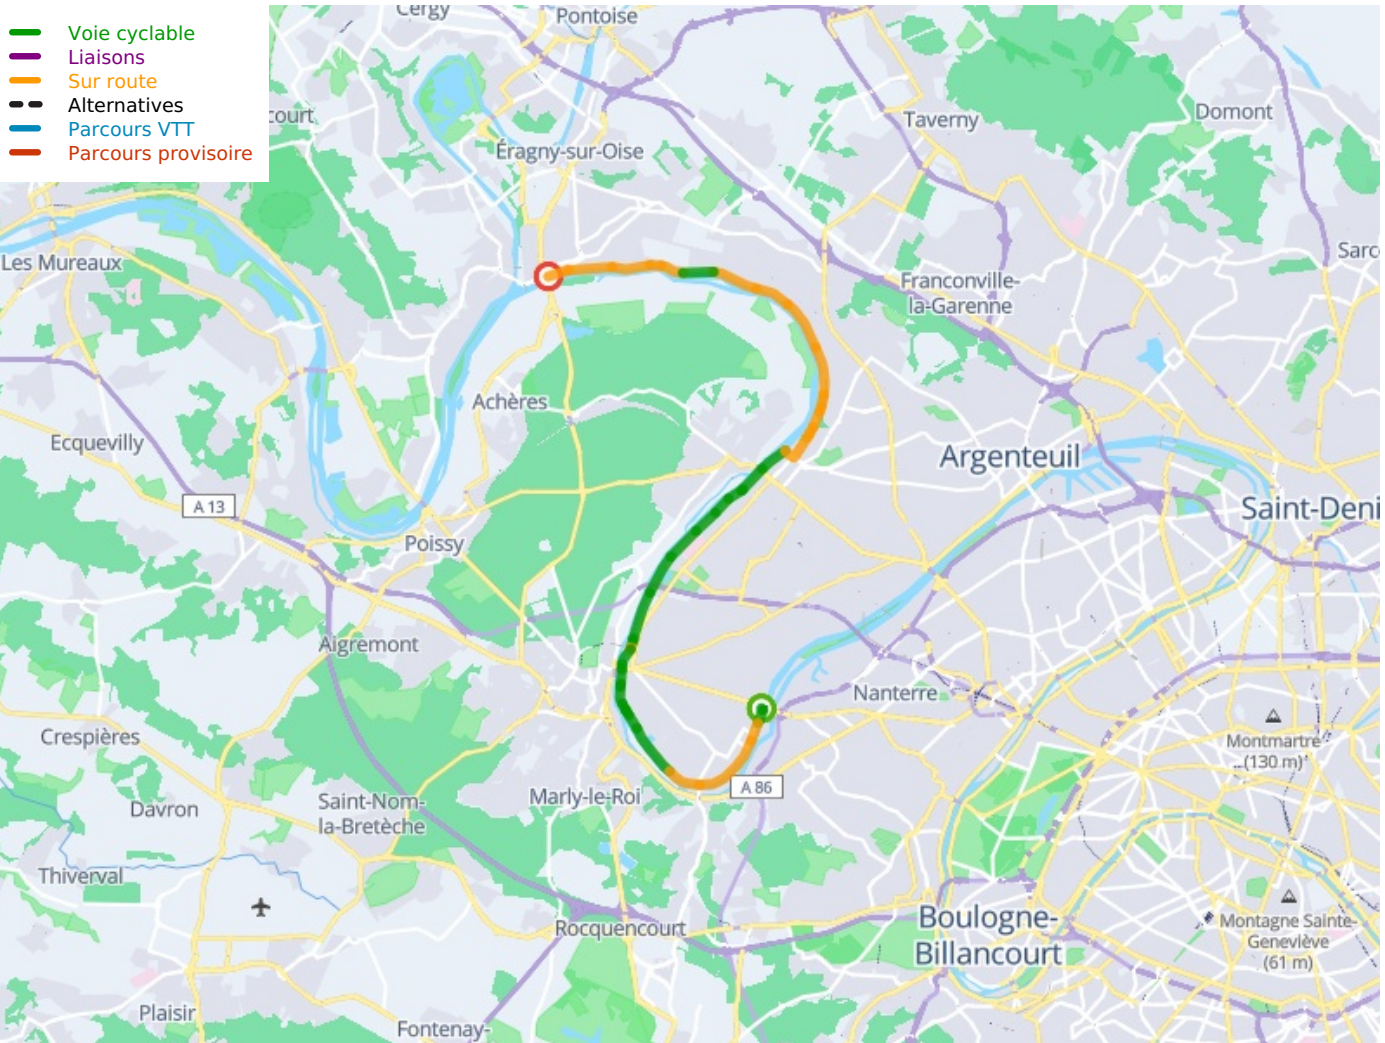 Voie cyclable
Liaisons
Sur route
Alternatives
Parcours VTT
Parcours provisoire
Cergy
Pontoise
court
Taverny
Domont
Éragny-sur-Oise
Les Mureaux
Sarc
Franconville-
la-Garenne
Achères
Ecquevilly
Argenteuil
A 13
Saint-Deni
Poissy
Aigremont
Nanterre
Crespières
Montmartre
(130 m)
A 86
Marly-le-Roi
Davron
Saint-Nom-
la-Bretèche
Thiverval
Boulogne-
Billancourt
Montagne Sainte-
Geneviève
(61 m)
Rocquencourt
Plaisir
Fontenay-